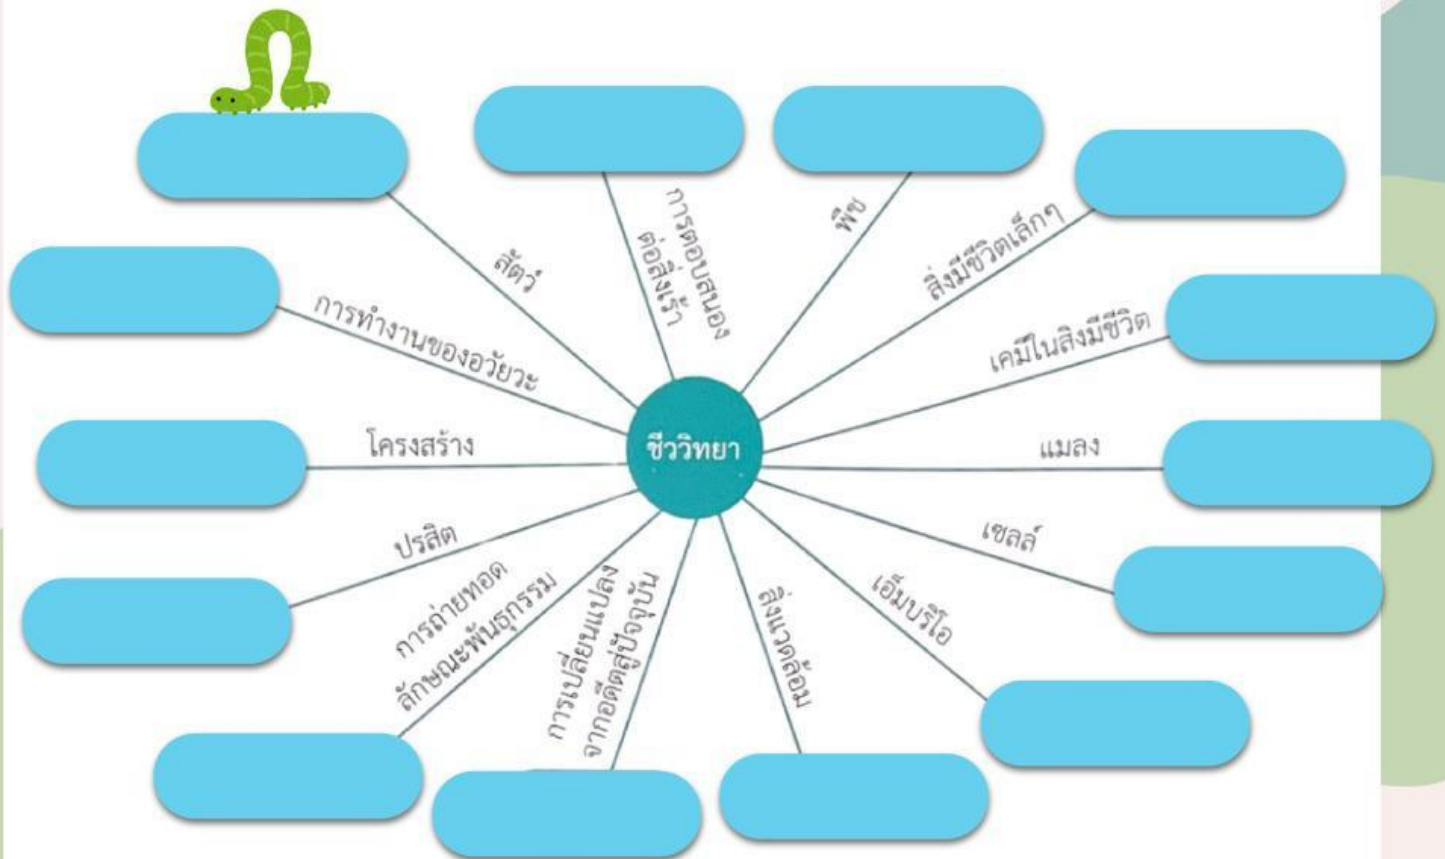 การตอบสนอง
ต่อสิ่งเร้า
พืช
สิ่งมีชีวิตเล็กๆ
สัตว์
การทำงานของอวัยวะ
เคมีในสิ่งมีชีวิต
โครงสร้าง
ชีววิทยา
แมลง
ปรสิต
เซลล์
การถ่ายทอด
ลักษณะพันธุกรรม
การเปลี่ยนแปลง
จากอดีตสู่ปัจจุบัน
สิ่งแวดล้อม
เอ็มบริโอ